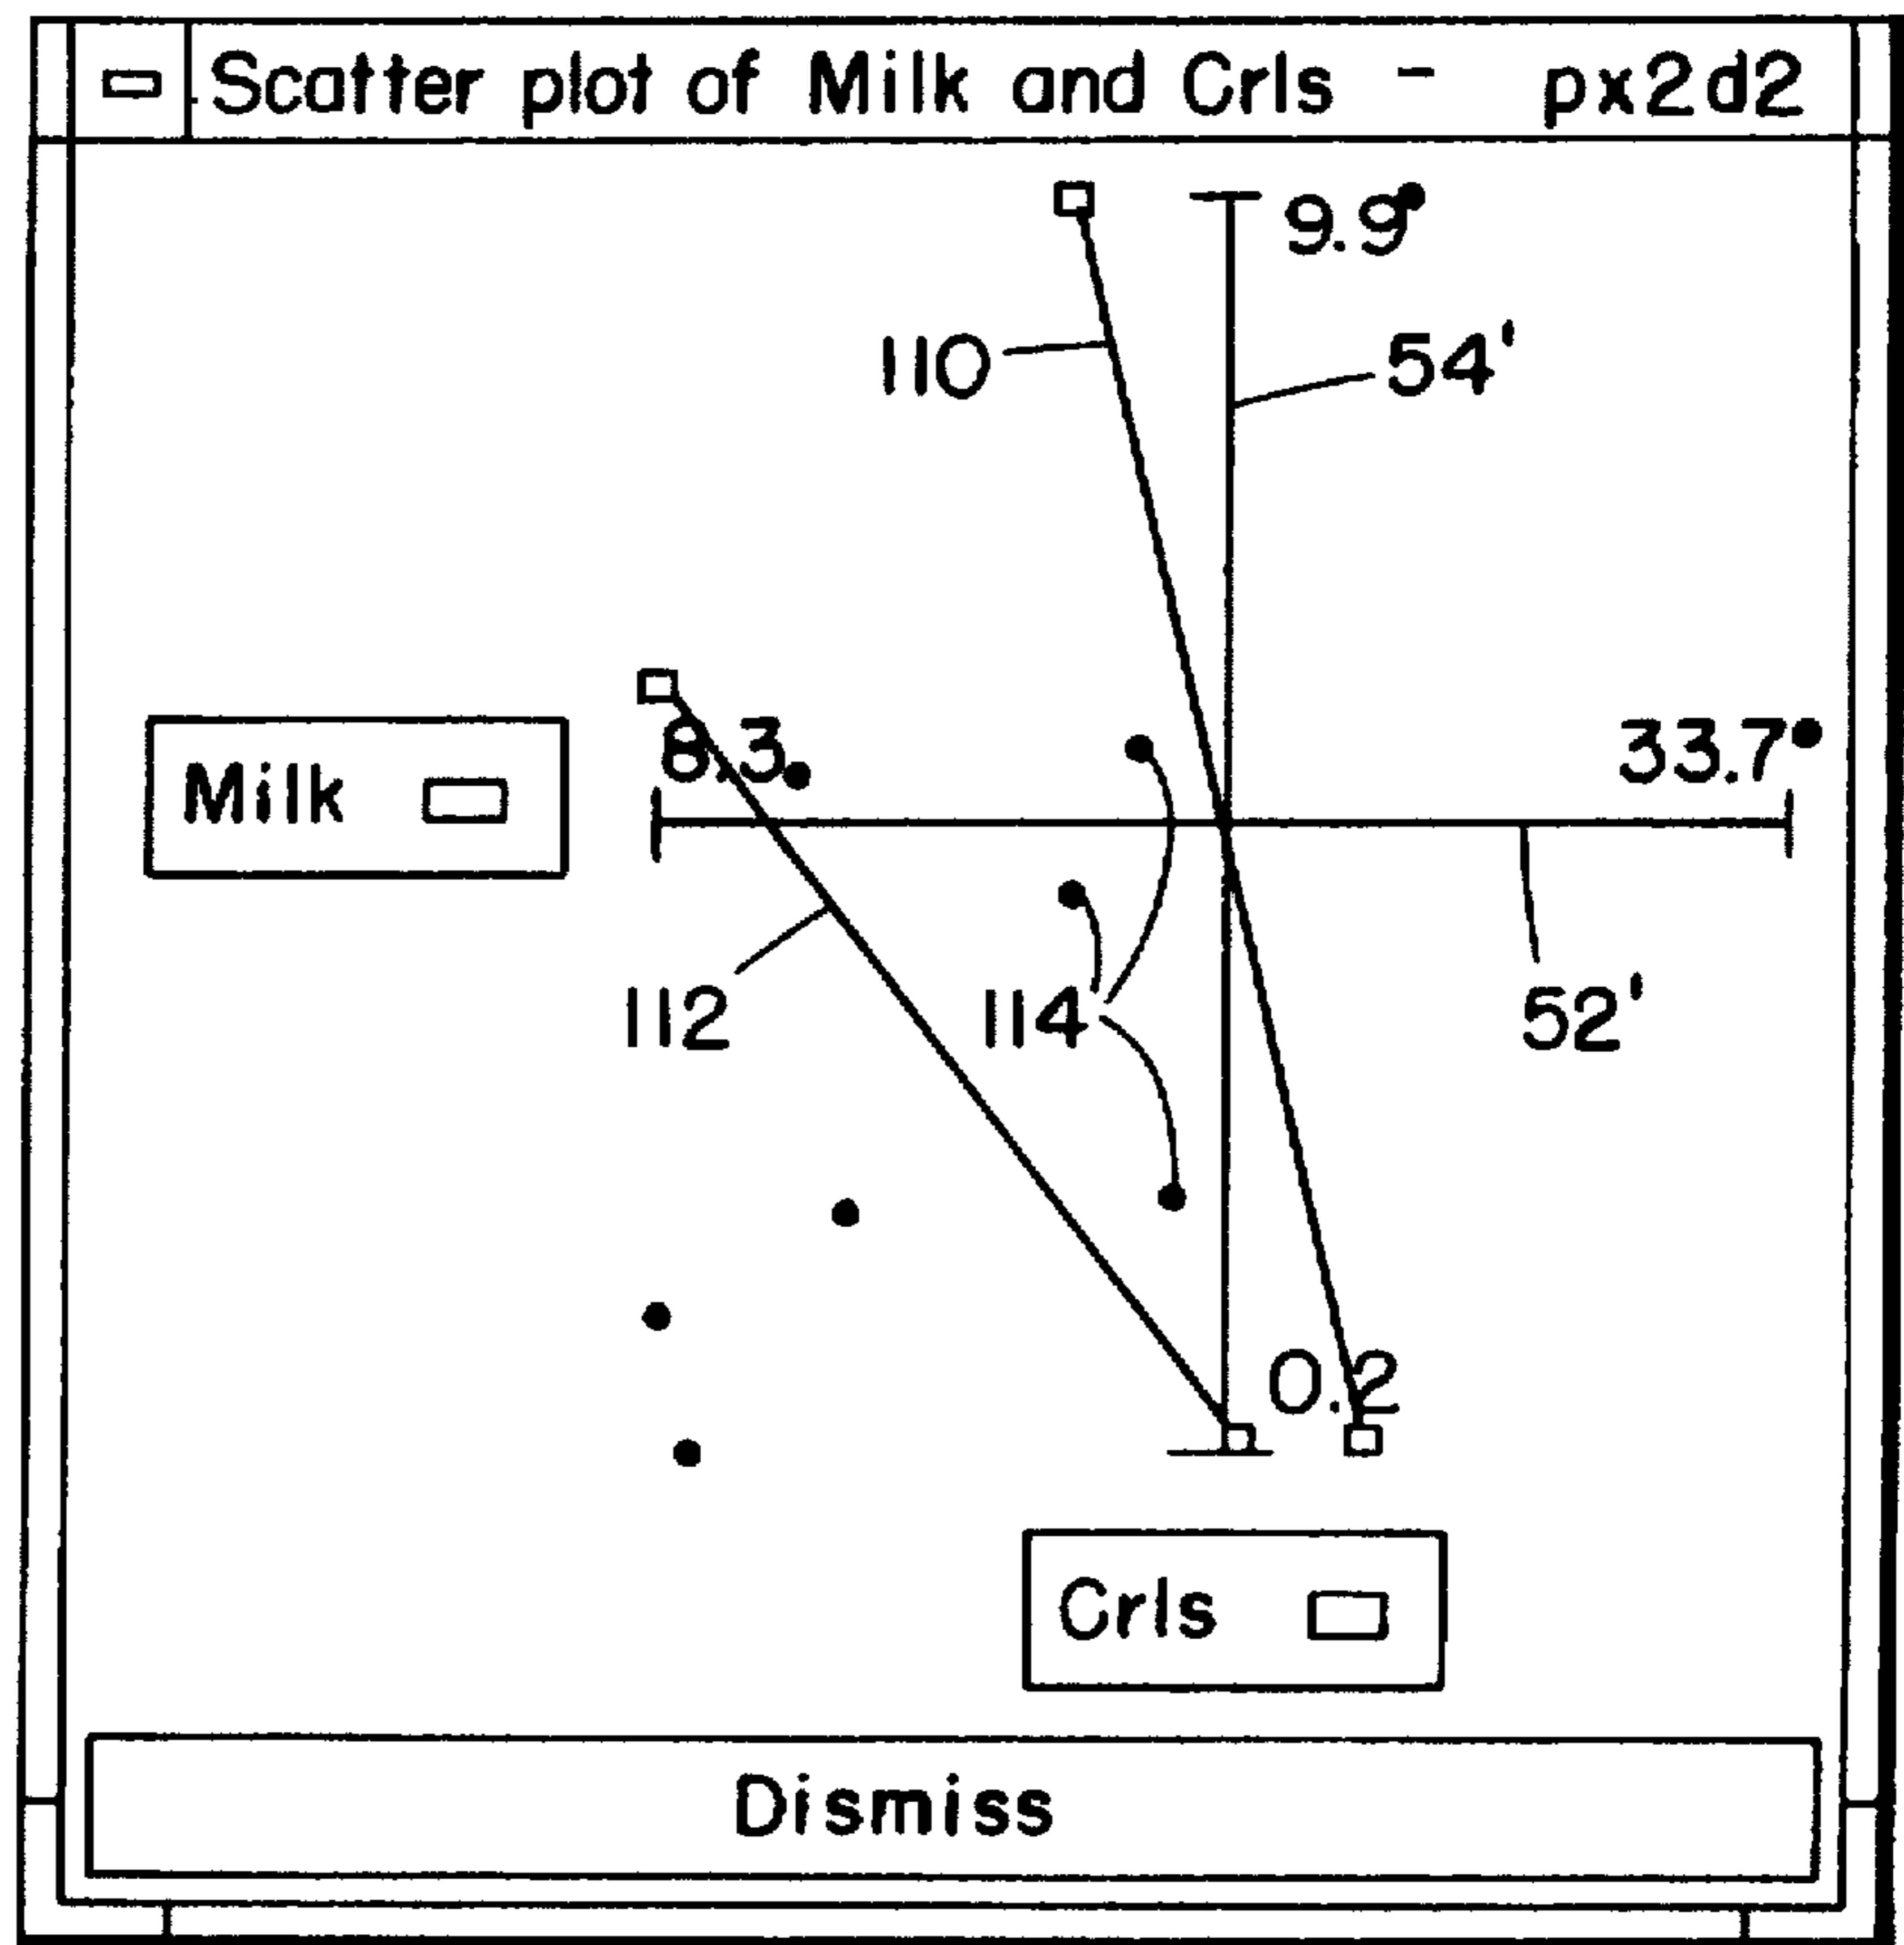 Scatter plot of Milk and Crls - px2d2
9.9
110
54'
8.3
33.7
Milk
112
114
52'
0.2
Crls
Dismiss